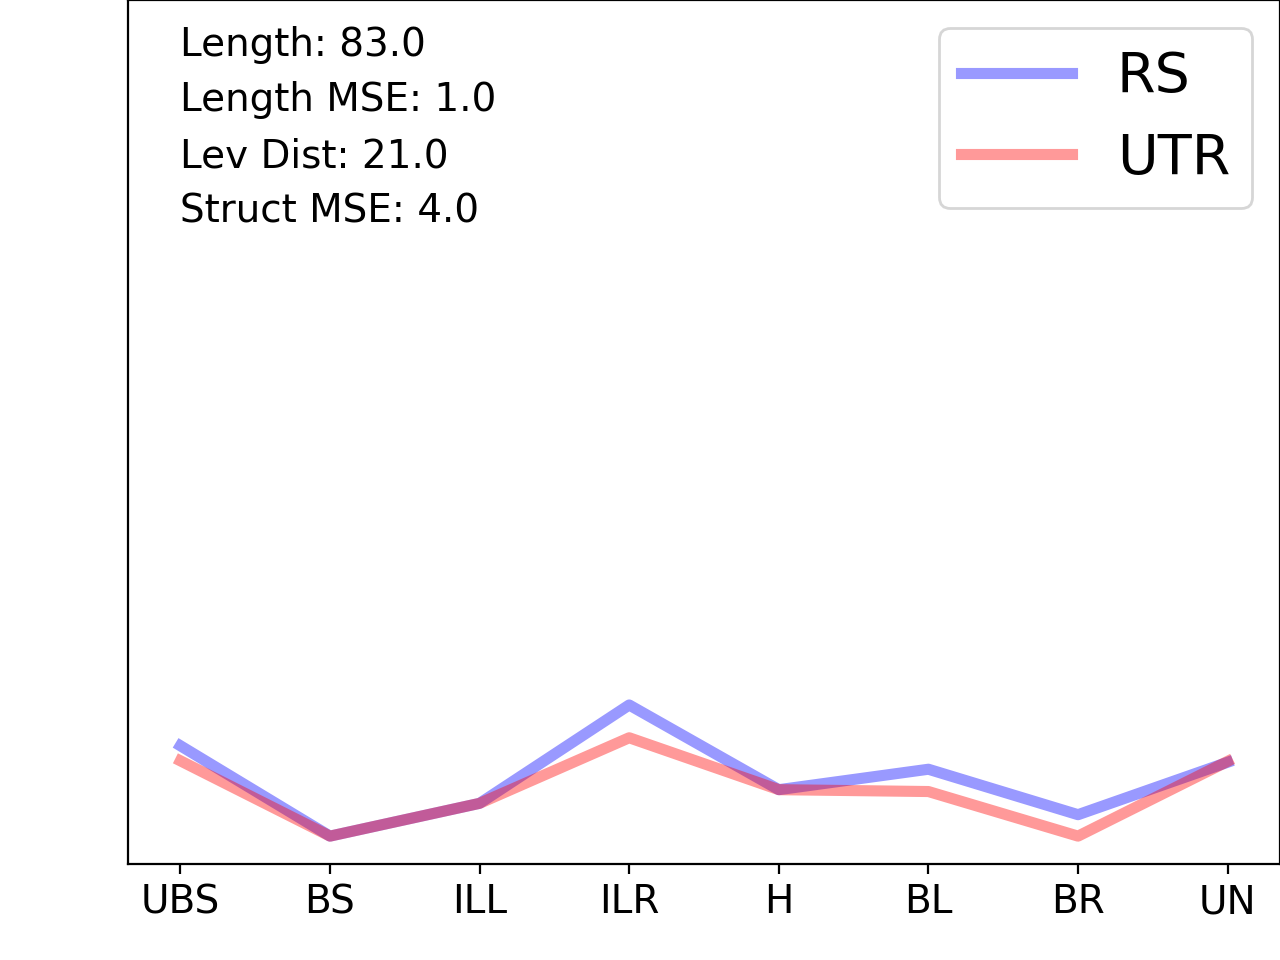 Length: 83.0
Length MSE: 1.0
Lev Dist: 21.0
Struct MSE: 4.0
RS
UTR
UBS BS ILL ILR H BL BR UN